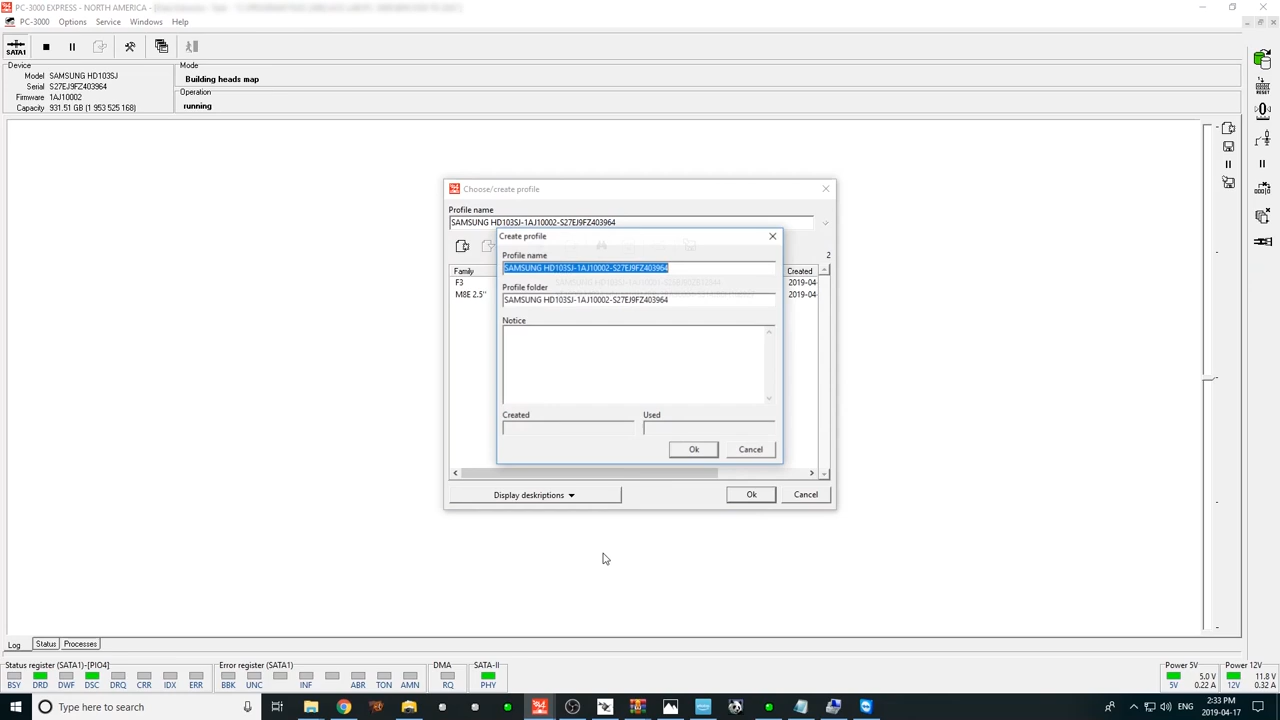 PC-3000 EXPRESS - NORTH AMERICA
PC-3000 Options Service Windows Help
SATA1
Device
Model SAMSUNG HD103SJ
Serial S27EJ9FZ403964
Firmware 1AJ10002
Capacity 931.51 GB (1 953 525 168)
Mode
Building heads map
Operation
running
RESET
Choose/create profile
Profile name
SAMSUNG HD103SJ-1AJ10002-S27EJ9FZ403964
2
Family Created
F3 2019-04
M8E 2.5" 2019-04
Create profile
Profile name
SAMSUNG HD103SJ-1AJ10002-S27EJ9FZ403964
Profile folder
SAMSUNG HD103SJ-1AJ10002-S27EJ9FZ403964
Notice
Created Used
Ok Cancel
Display deskriptions Ok Cancel
Log Status Processes
Status register (SATA1)-[PIO4] Error register (SATA1) DMA SATA-II Power 5V Power 12V
BSY DRD DWF DSC DRQ CRR IDX ERR BBK UNC INF ABR TON AMN RQ PHY 5V 5.0 V 0.22 A 12V 11.8 V 0.32 A
Type here to search ENG 2:33 PM
2019-04-17